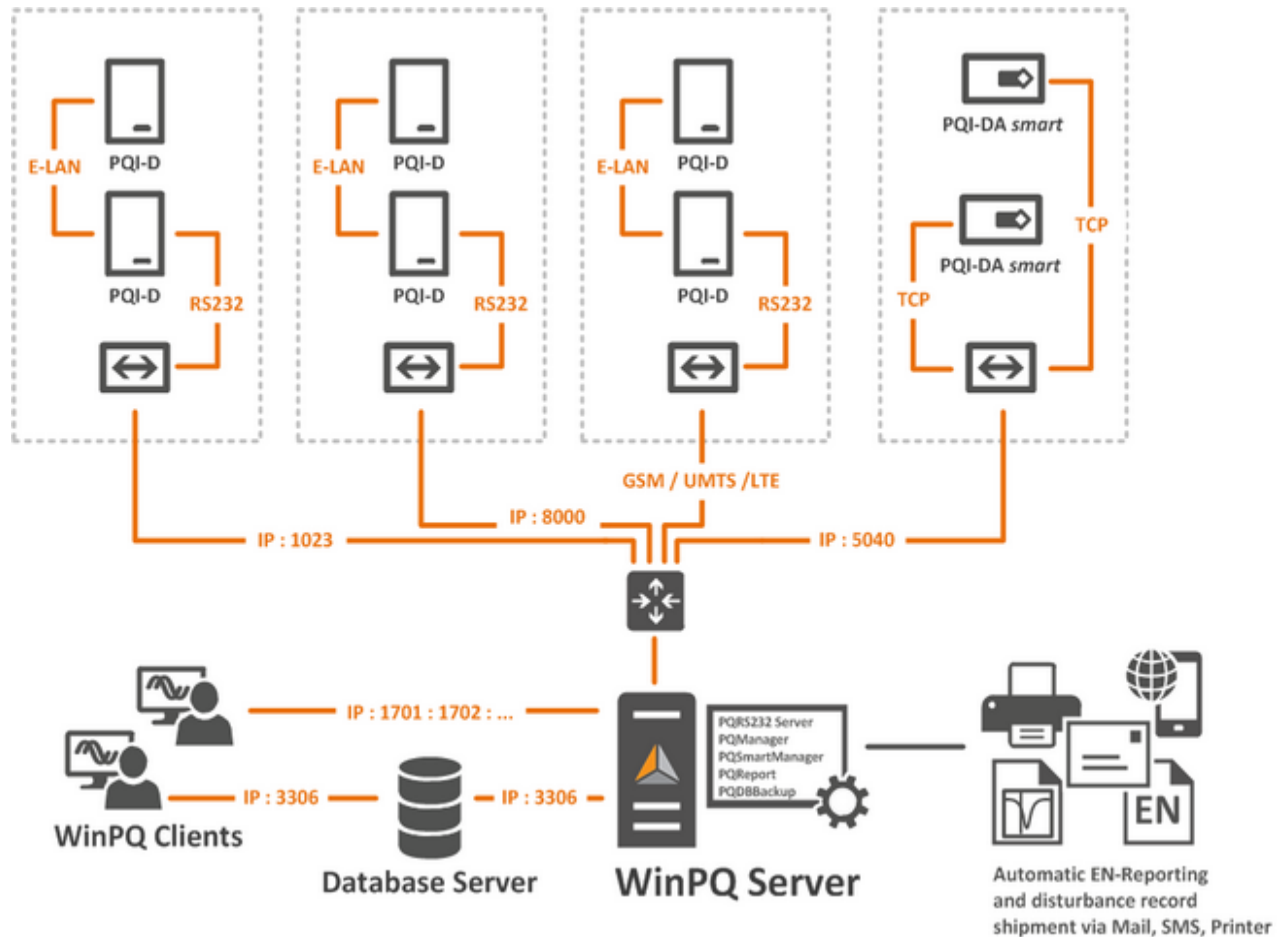 PQI-D
PQI-D
PQI-D
PQI-DA smart
E-LAN
E-LAN
E-LAN
TCP
PQI-DA smart
PQI-D
PQI-D
PQI-D
RS232
RS232
RS232
TCP
GSM / UMTS /LTE
IP : 8000
IP : 1023
IP : 5040
IP : 1701 : 1702 : ...
PQRS232 Server
PQManager
PQSmartManager
PQReport
PQDBBackup
IP : 3306
IP : 3306
EN
WinPQ Clients
Database Server
WinPQ Server
Automatic EN-Reporting
and disturbance record
shipment via Mail, SMS, Printer